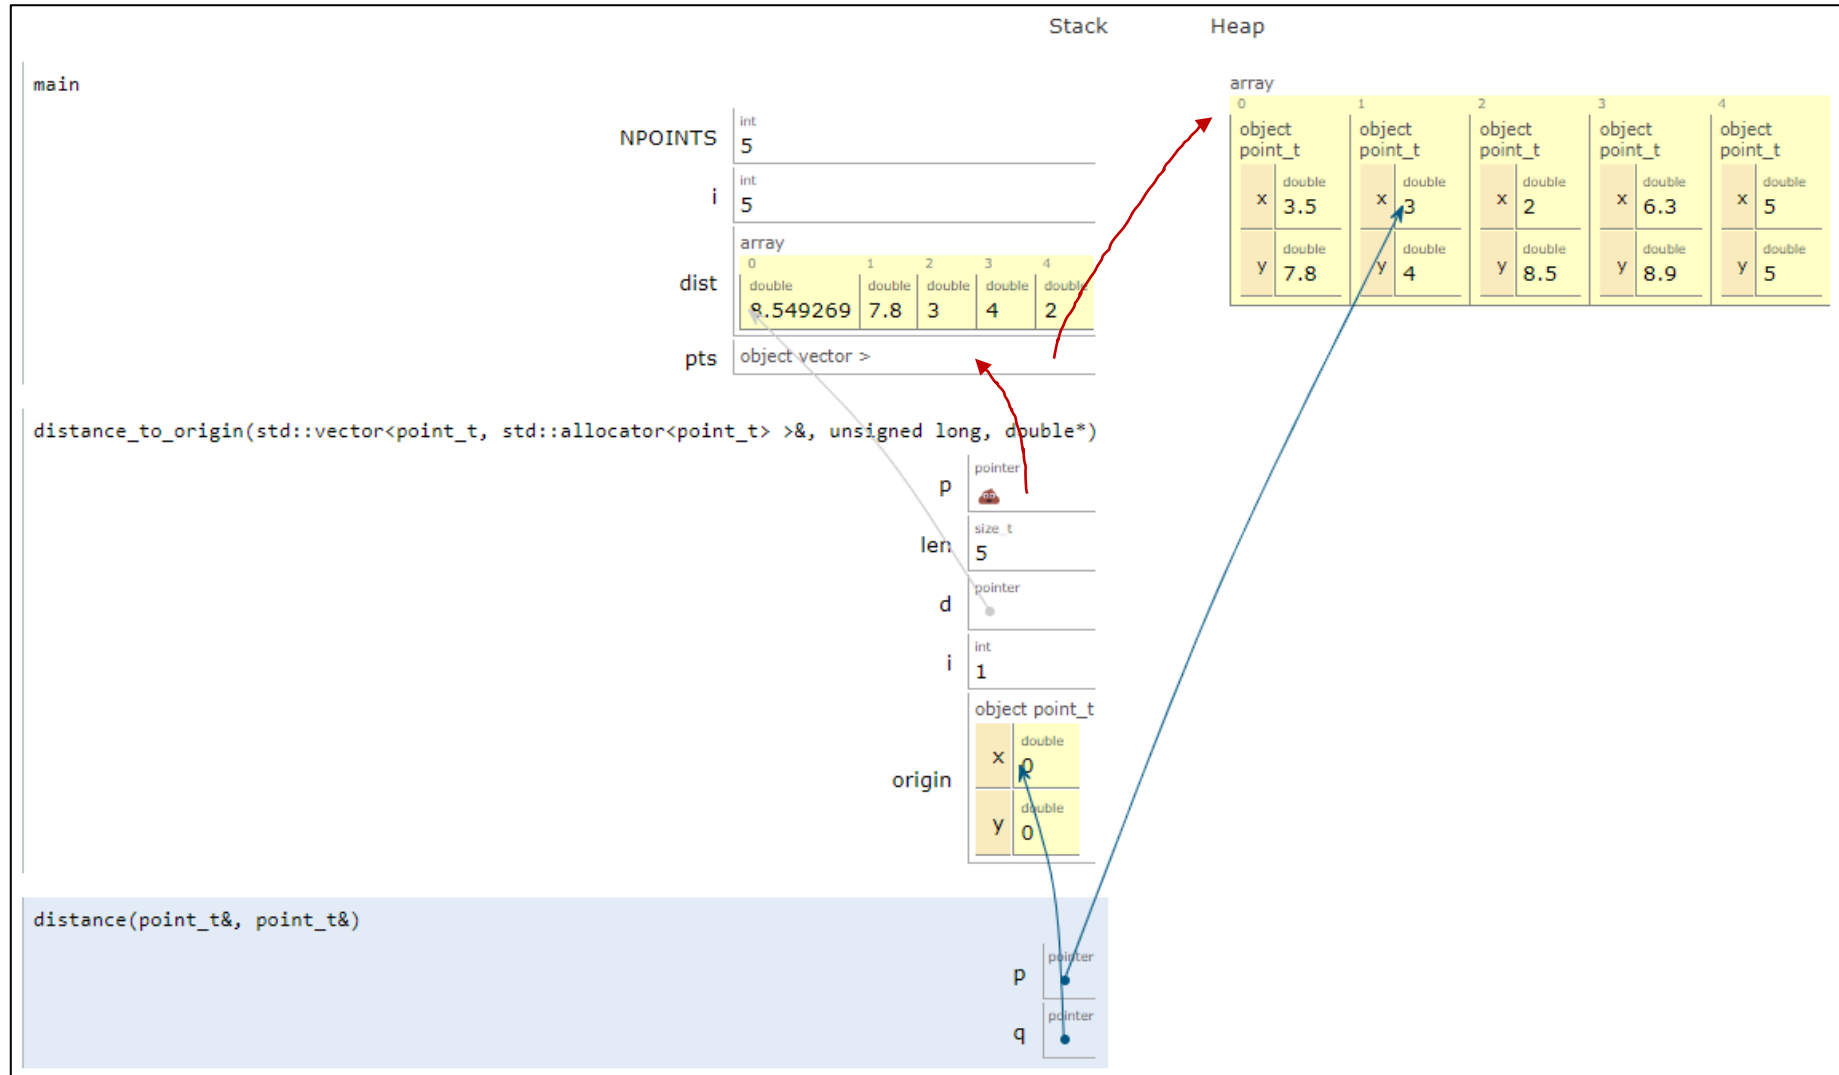 Stack Heap
main
NPOINTS
int
5
i
int
5
dist
array
0 1 2 3 4
double double double double double
8.549269 7.8 3 4 2
pts
object vector >
array
0 1 2 3 4
object object object object object
point_t point_t point_t point_t point_t
double double double double double
x 3.5 x 3 x 2 x 6.3 x 5
double double double double double
y 7.8 y 4 y 8.5 y 8.9 y 5
distance_to_origin(std::vector<point_t, std::allocator<point_t> >&, unsigned long, double*)
p
pointer
💩
len
size_t
5
d
pointer
i
int
1
origin
object point_t
double
x 0
double
y 0
distance(point_t&, point_t&)
p
pointer
q
pointer